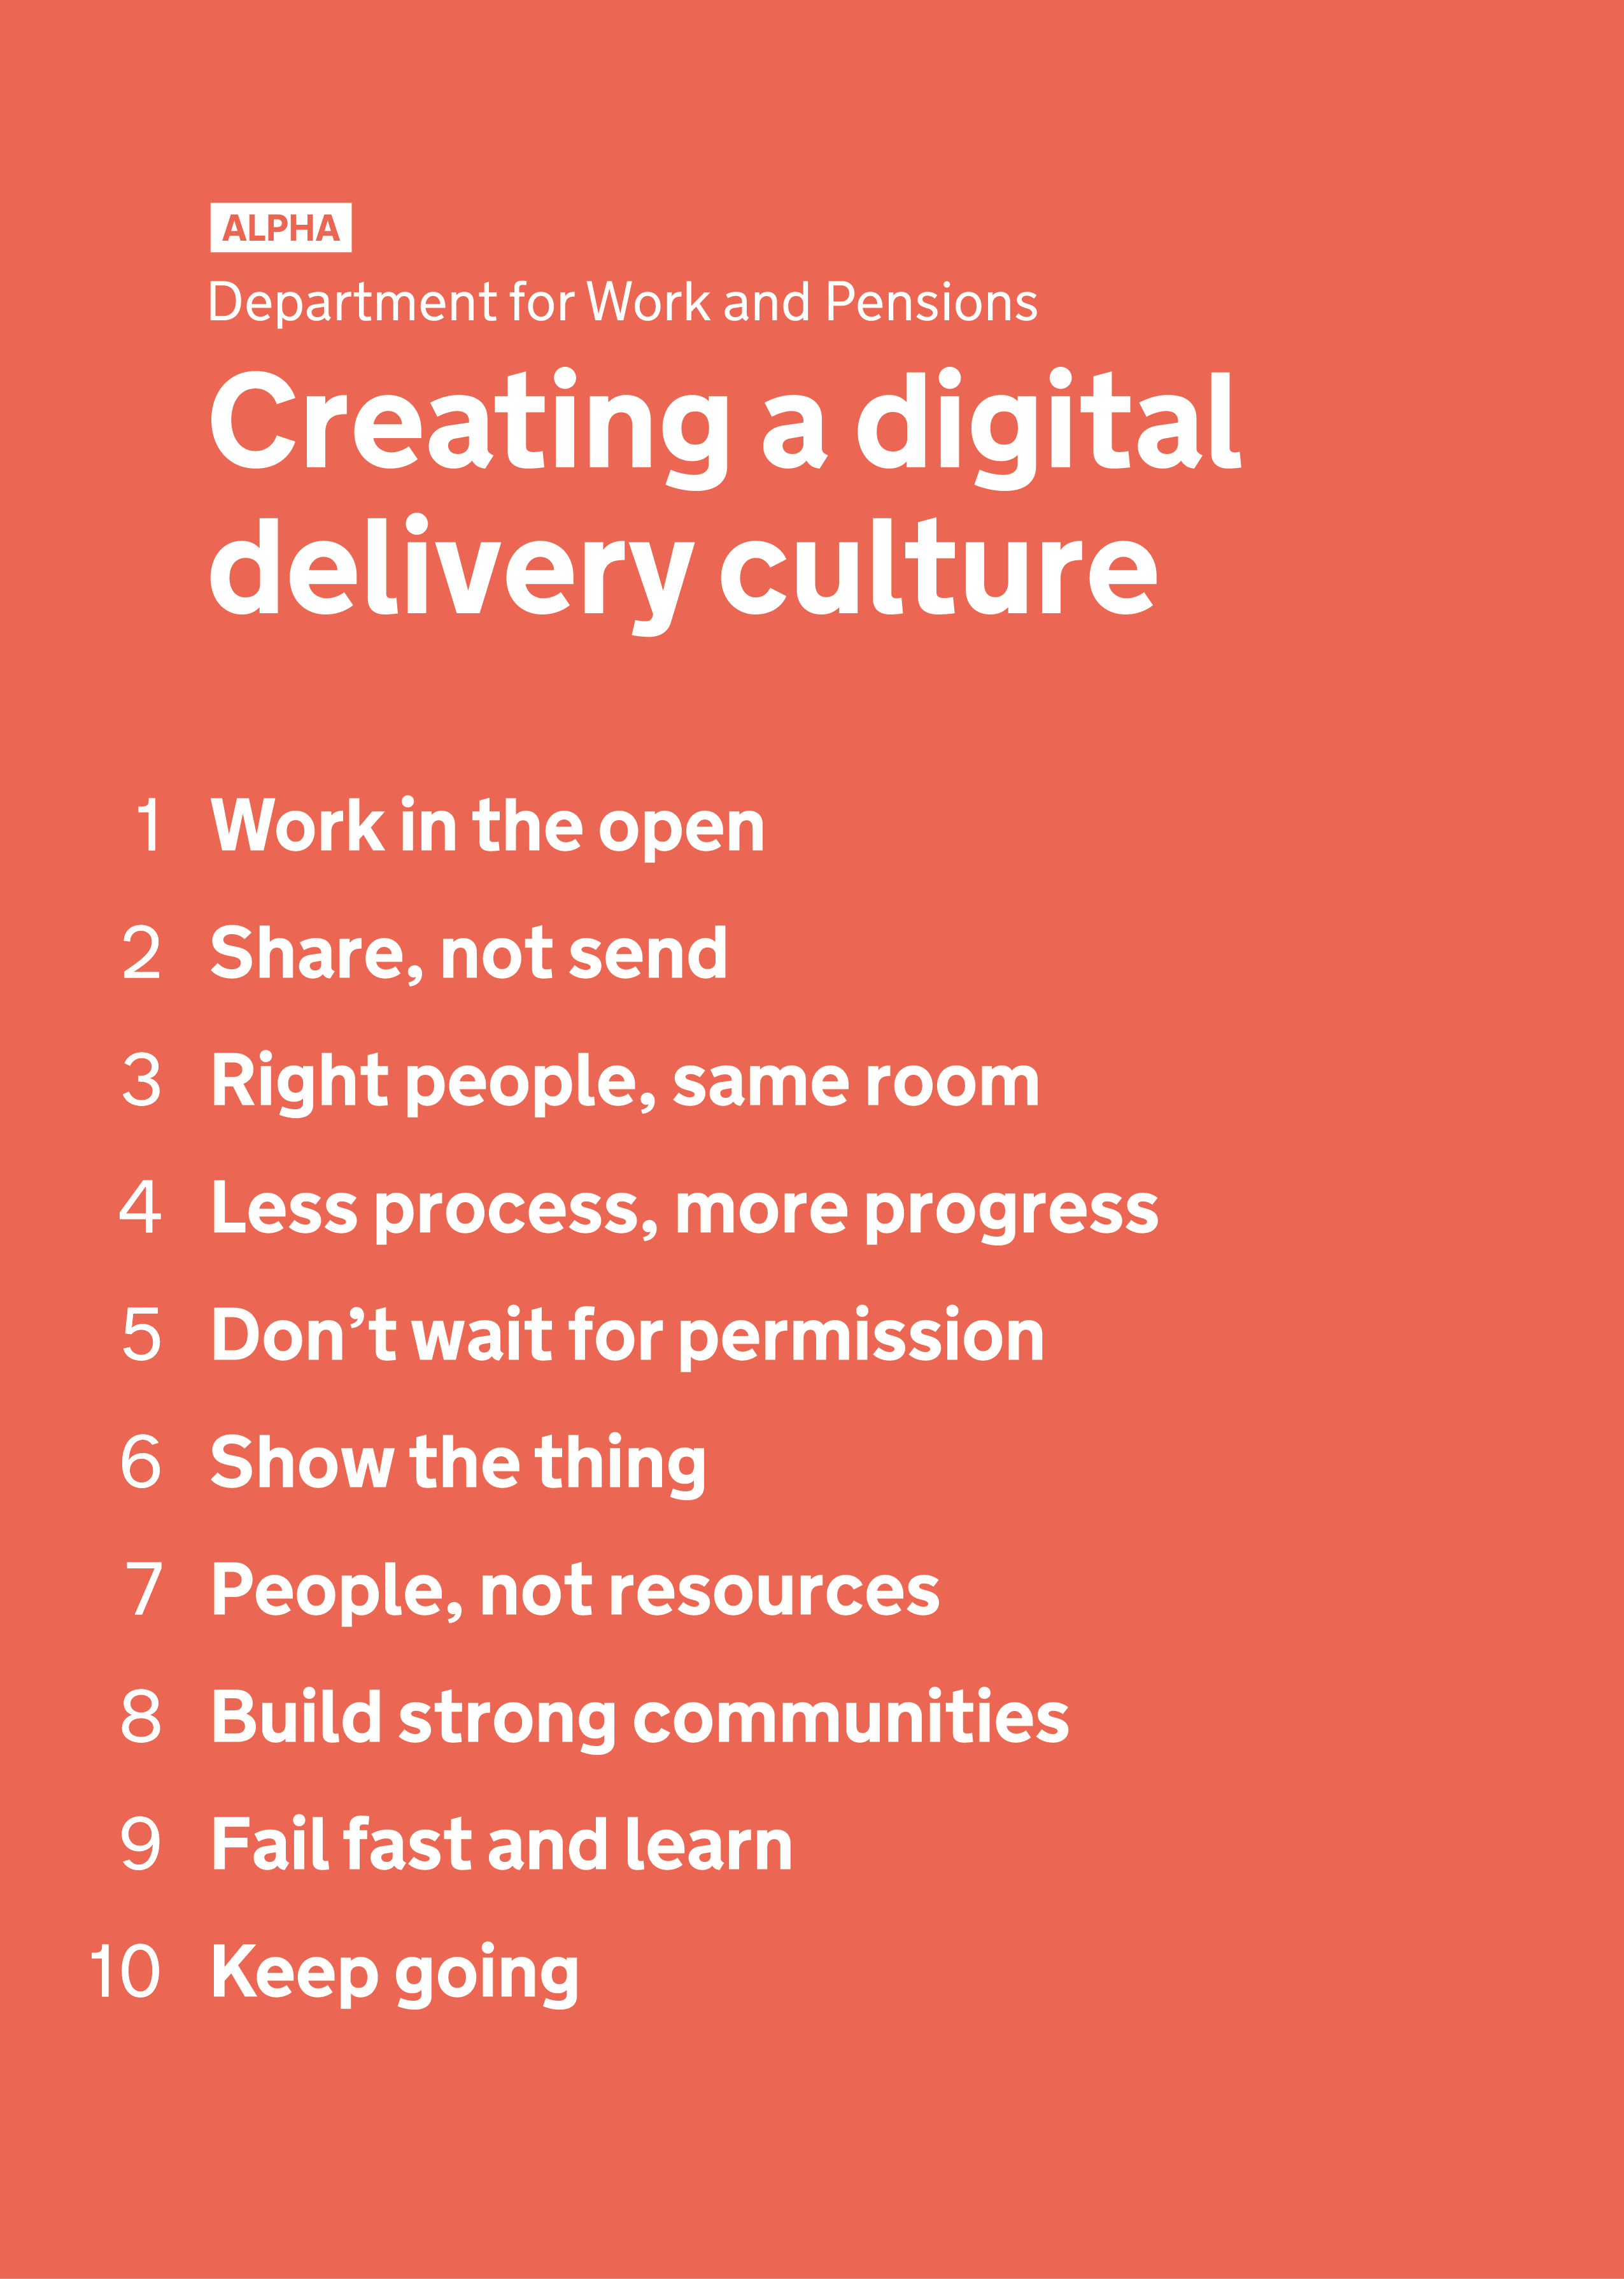 ALPHA
Department for Work and Pensions
Creating a digital
delivery culture
1 Work in the open
2 Share, not send
3 Right people, same room
4 Less process, more progress
5 Don’t wait for permission
6 Show the thing
7 People, not resources
8 Build strong communities
9 Fail fast and learn
10 Keep going